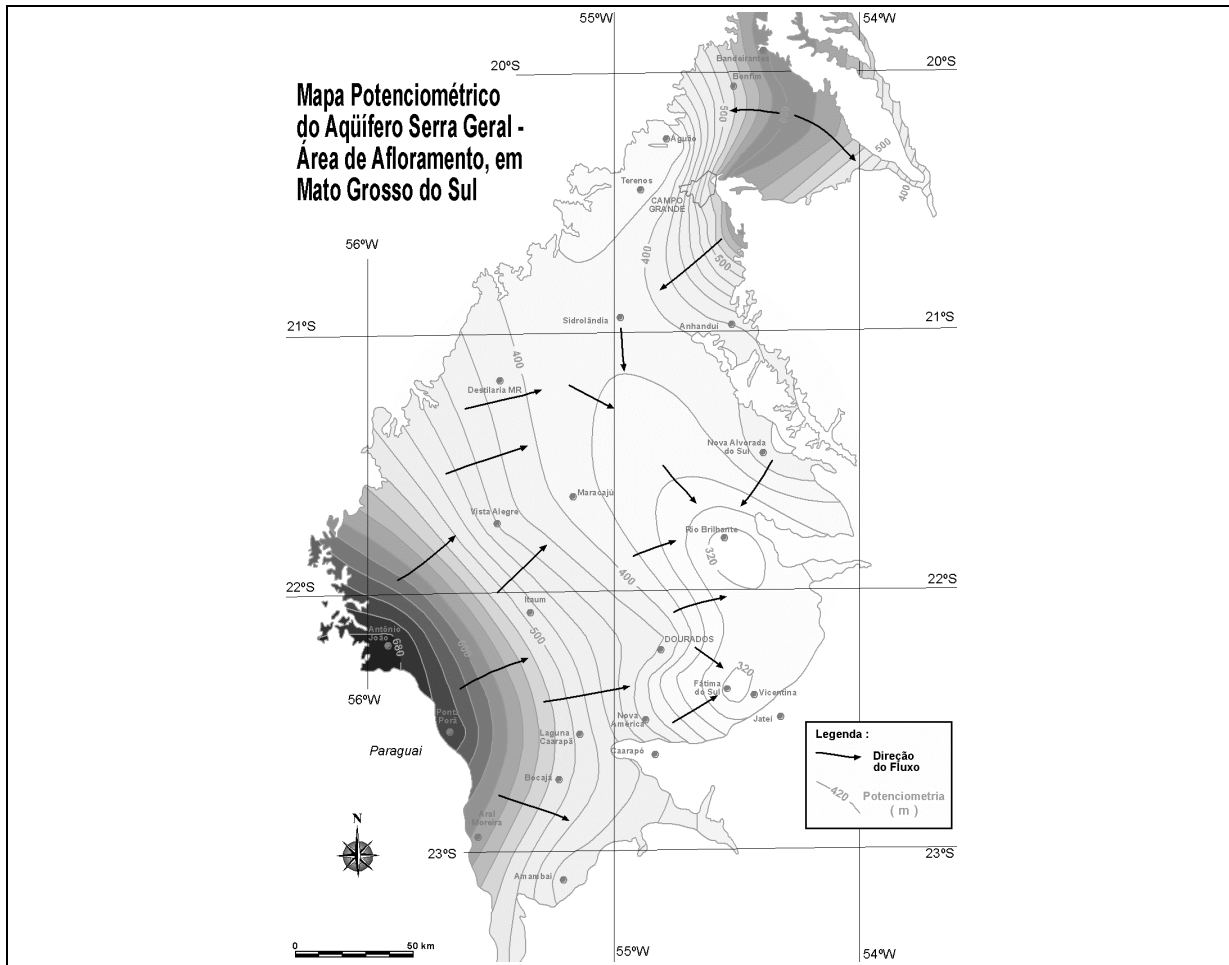 55ºW
54ºW
Mapa Potenciométrico
do Aqüífero Serra Geral -
Área de Afloramento, em
Mato Grosso do Sul
20ºS
20ºS
Bandeirantes
Bonfim
500
500
400
Aguão
Terenos
CAMPO
GRANDE
56ºW
400
500
Sidrolândia
Anhanduí
21ºS
21ºS
400
Destilaria MR
Nova Alvorada
do Sul
Maracajú
Vista Alegre
Rio Brilhante
320
400
22ºS
22ºS
Itaum
500
600
Antônio
João
680
DOURADOS
320
Fátima
do Sul
Vicentina
56ºW
Ponta
Porã
Nova
América
Jateí
Laguna
Caarapã
Caarapó
Paraguai
Bocajá
Legenda :
Direção
do Fluxo
420
Potenciometria
( m )
N
Aral
Moreira
23ºS
23ºS
Amambai
0
50 km
55ºW
54ºW